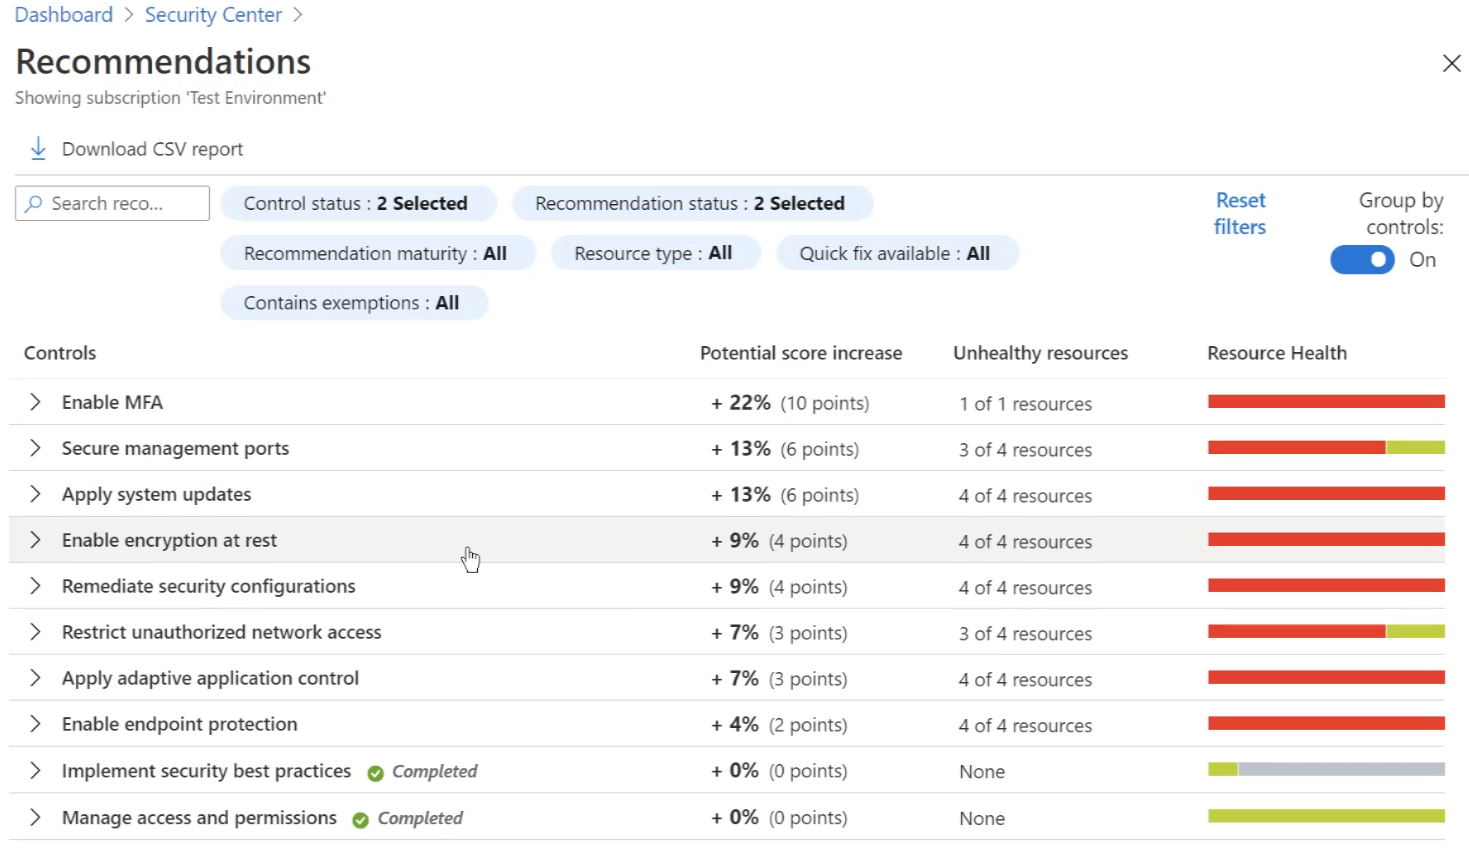 Dashboard > Security Center >
Recommendations
Showing subscription 'Test Environment'
Download CSV report
Search reco...
Control status : 2 Selected
Recommendation status : 2 Selected
Recommendation maturity : All
Resource type : All
Quick fix available : All
Contains exemptions : All
Reset
filters
Group by
controls:
On
Controls Potential score increase Unhealthy resources Resource Health
Enable MFA + 22% (10 points) 1 of 1 resources
Secure management ports + 13% (6 points) 3 of 4 resources
Apply system updates + 13% (6 points) 4 of 4 resources
Enable encryption at rest + 9% (4 points) 4 of 4 resources
Remediate security configurations + 9% (4 points) 4 of 4 resources
Restrict unauthorized network access + 7% (3 points) 3 of 4 resources
Apply adaptive application control + 7% (3 points) 4 of 4 resources
Enable endpoint protection + 4% (2 points) 4 of 4 resources
Implement security best practices Completed + 0% (0 points) None
Manage access and permissions Completed + 0% (0 points) None